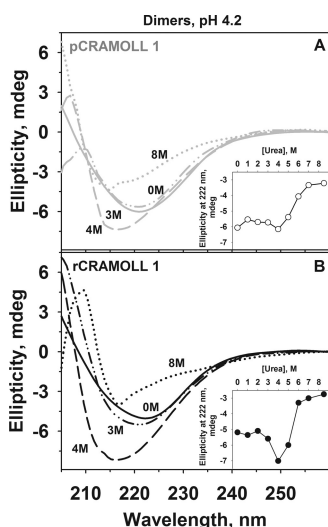 Dimers, pH 4.2
pCRAMOLL 1
A
Ellipticity, mdeg
6
3
0
-3
-6
8M
0M
3M
4M
[Urea], M
0 1 2 3 4 5 6 7 8
Ellipticity at 222 nm, mdeg
-3
-4
-5
-6
-7
rCRAMOLL 1
B
Ellipticity, mdeg
6
3
0
-3
-6
8M
0M
3M
4M
[Urea], M
0 1 2 3 4 5 6 7 8
Ellipticity at 222 nm, mdeg
-3
-4
-5
-6
-7
210 220 230 240 250
Wavelength, nm